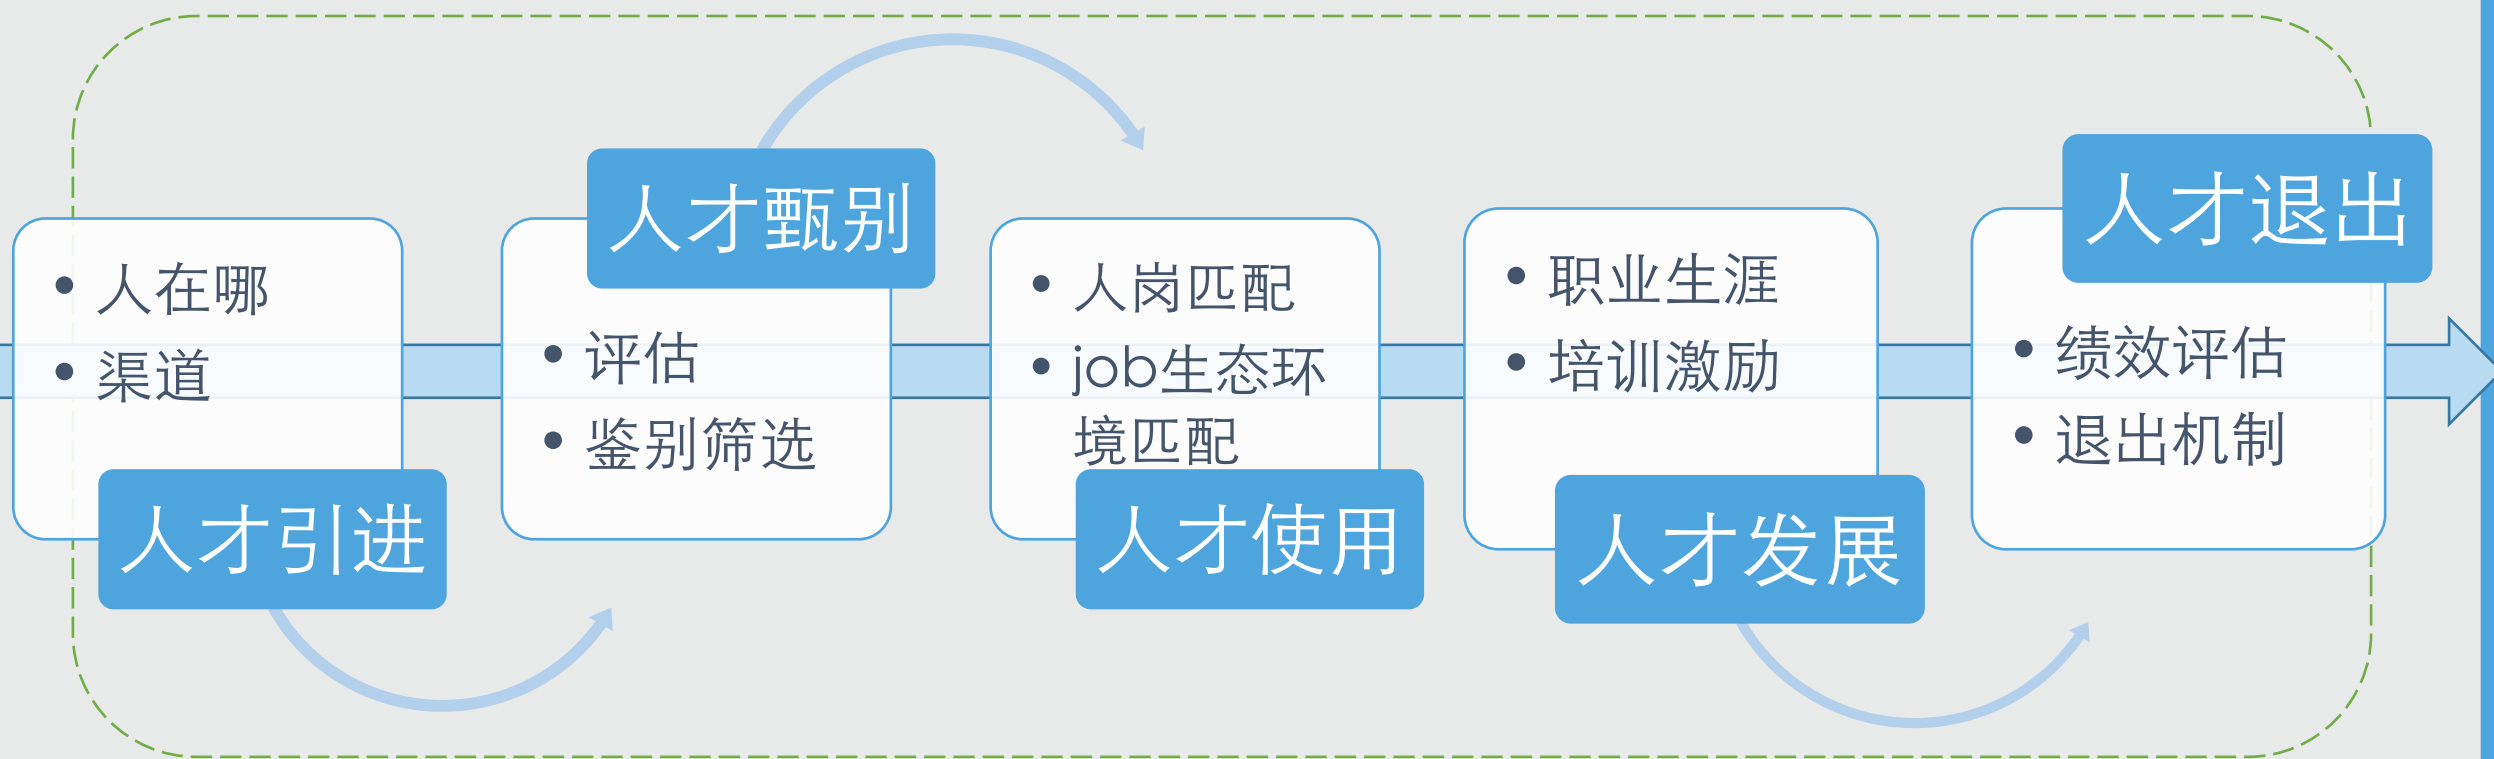 人在哪
渠道
人才引进
人才甄别
评估
鉴别筛选
人岗匹配
job生态和
擅匹配
人才使用
职业生涯
培训激励
人才发展
人才退出
绩效评估
退出机制